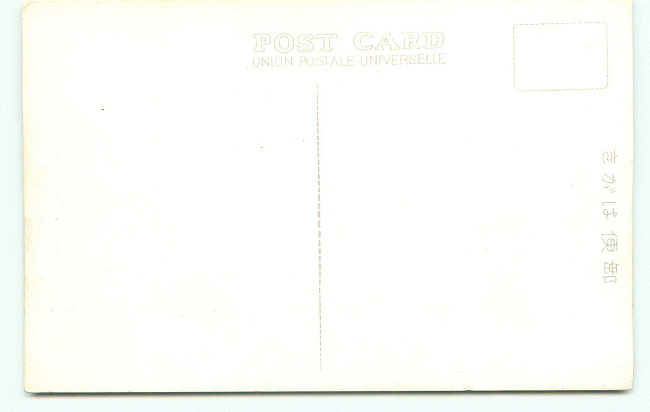 POST CARD
UNION POSTALE UNIVERSELLE
きがは便郵